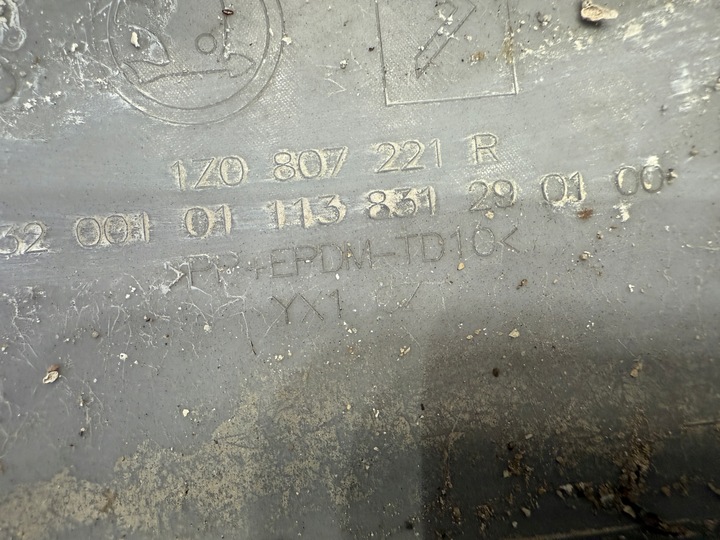 1Z0 807 221 R
32 001 01 113 831 29 01 00
>PP+EPDM-TD10<
YX1